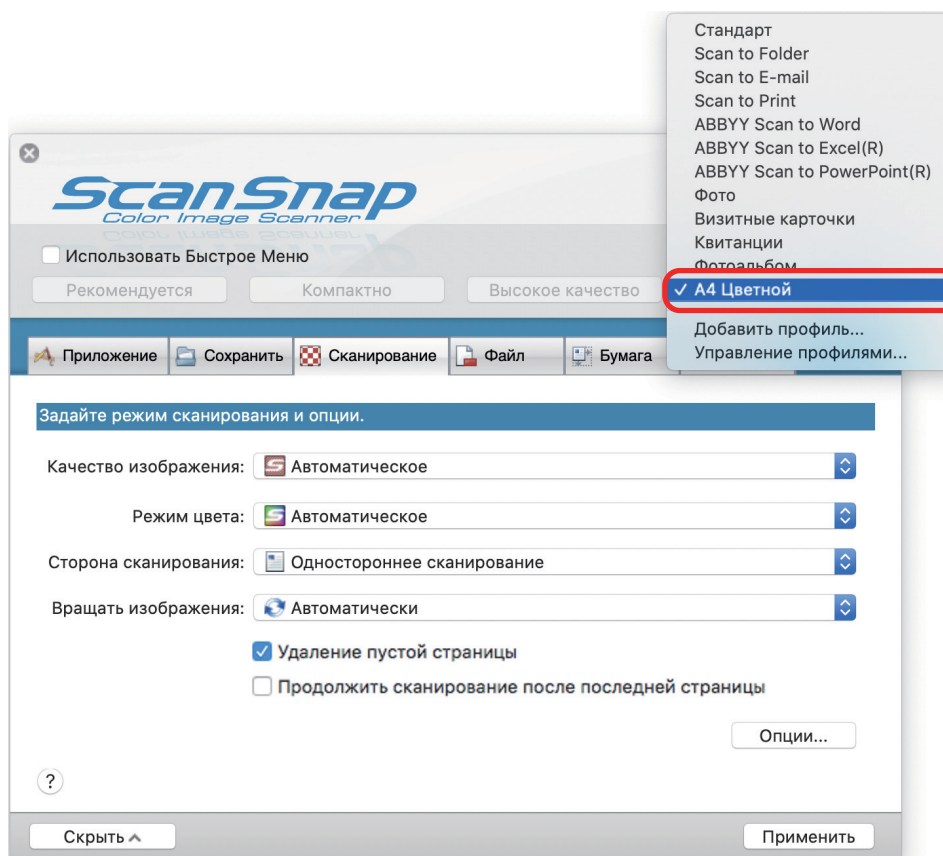 Стандарт
Scan to Folder
Scan to E-mail
Scan to Print
ABBYY Scan to Word
ABBYY Scan to Excel(R)
ABBYY Scan to PowerPoint(R)
Фото
Визитные карточки
Квитанции
Фотоальбом
✓ A4 Цветной
Добавить профиль...
Управление профилями...
ScanSnap
Color Image Scanner
Использовать Быстрое Меню
Рекомендуется Компактно Высокое качество
Приложение Сохранить Сканирование Файл Бумага
Задайте режим сканирования и опции.
Качество изображения: Автоматическое
Режим цвета: Автоматическое
Сторона сканирования: Одностороннее сканирование
Вращать изображения: Автоматически
Удаление пустой страницы
Продолжить сканирование после последней страницы
Опции...
?
Скрыть Применить